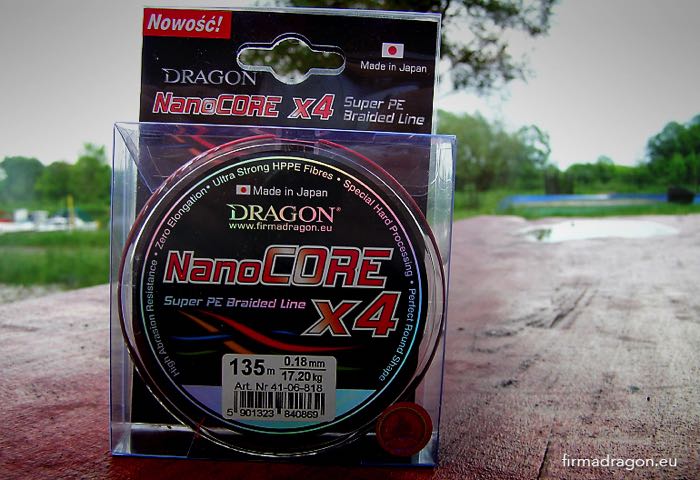 Nowość!
Made in Japan
DRAGON
NanoCORE x4
Super PE
Braided Line
High Abrasion Resistance • Zero Elongation • Ultra Strong HPPE Fibres • Special Hard Processing • Perfect Round Shape
Made in Japan
DRAGON®
www.firmadragon.eu
NanoCORE
Super PE Braided Line
x4
135 m
0.18 mm
17.20 kg
Art. Nr 41-06-818
5 901323 840869
firmadragon.eu